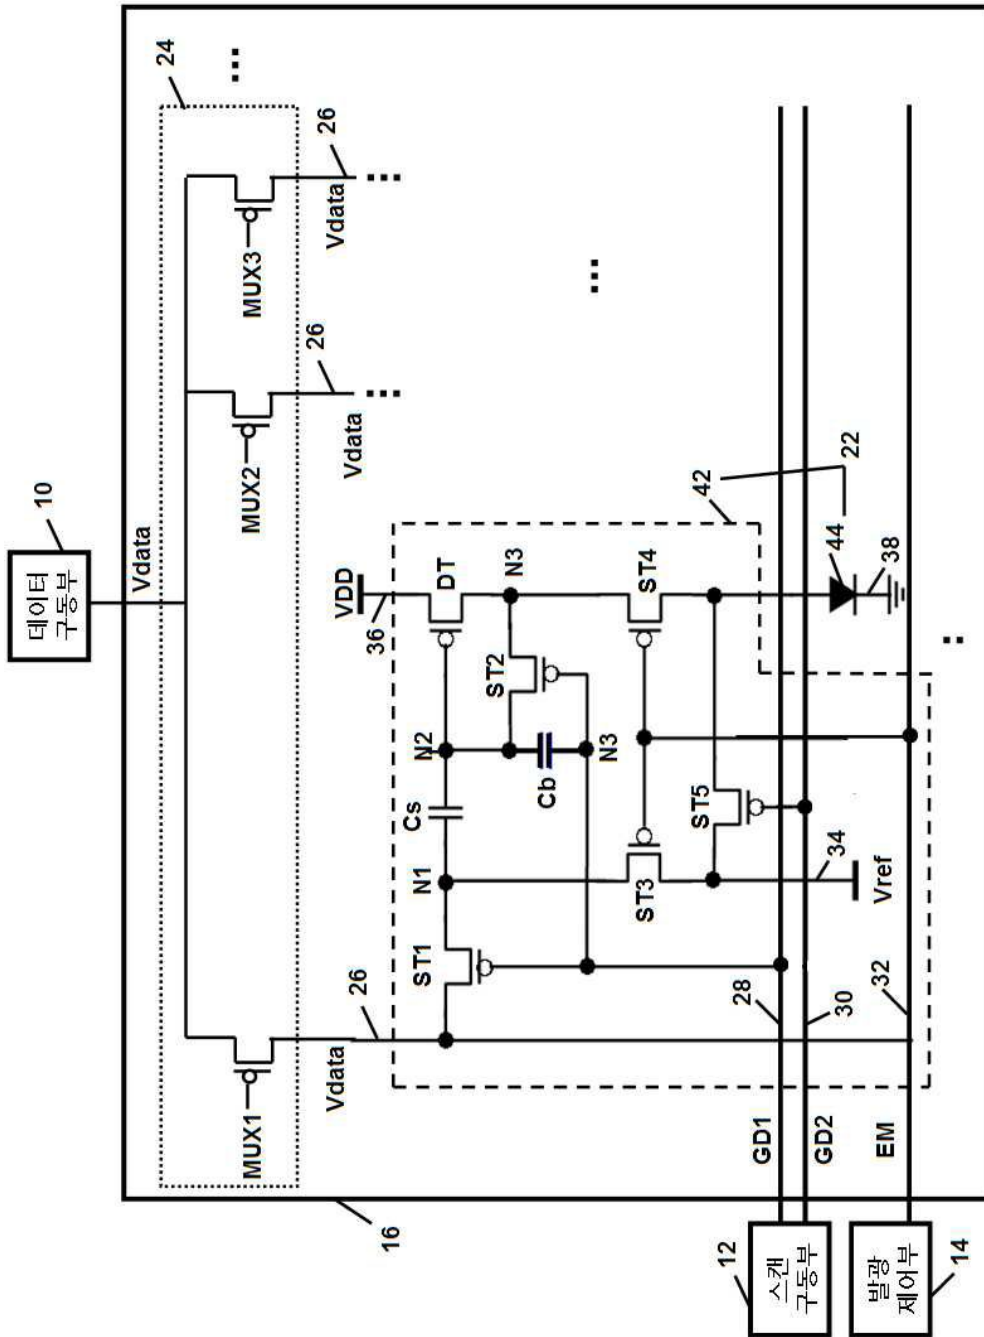 10
데이터
구동부
Vdata
24
MUX1
MUX2
MUX3
16
Vdata
26
Vdata
26
Vdata
26
VDD
36
42
22
ST1
N1
Cs
N2
DT
ST2
N3
Cb
N3
ST3
ST4
ST5
44
34
Vref
38
12
스캔
구동부
GD1
28
GD2
30
14
발광
제어부
EM
32